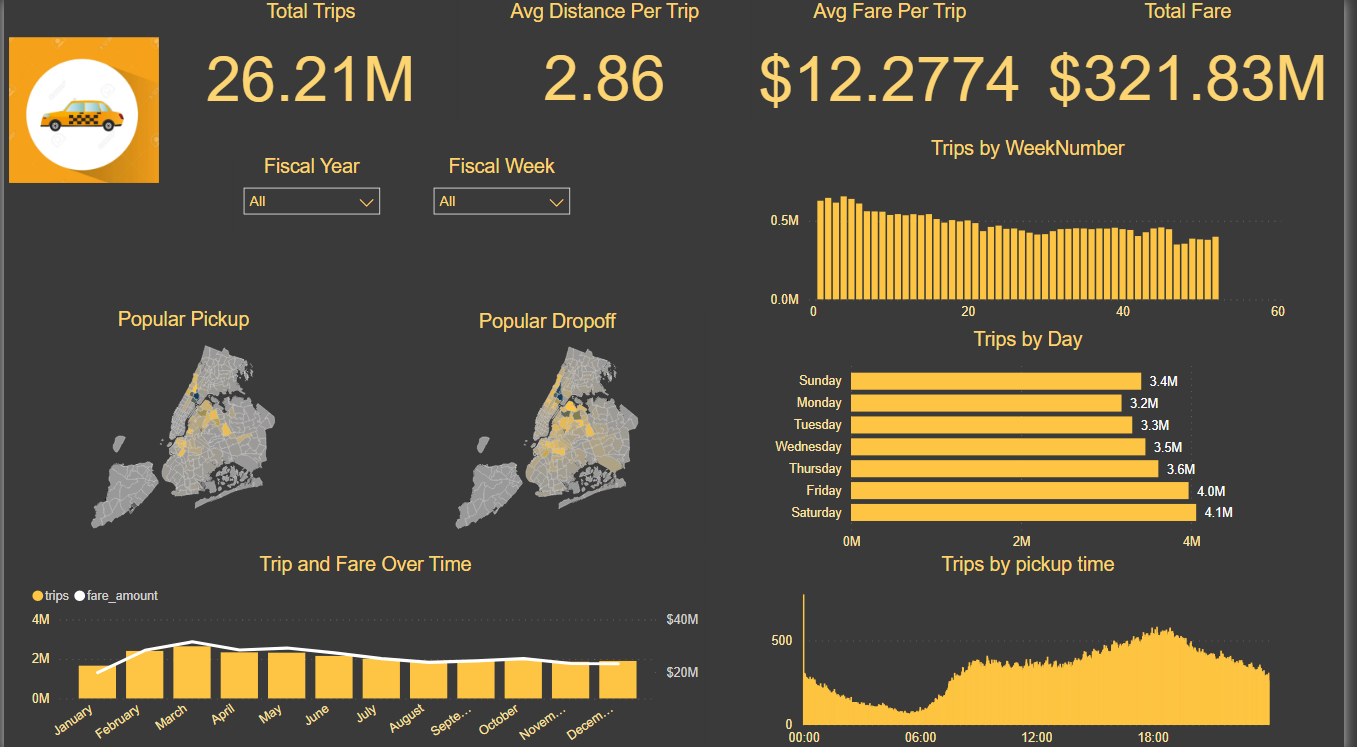 Total Trips
Avg Distance Per Trip
Avg Fare Per Trip
Total Fare
26.21M
2.86
$12.2774
$321.83M
Fiscal Year
All
Fiscal Week
All
Trips by WeekNumber
0.5M
0.0M
0 20 40 60
Popular Pickup
Popular Dropoff
Trips by Day
Sunday 3.4M
Monday 3.2M
Tuesday 3.3M
Wednesday 3.5M
Thursday 3.6M
Friday 4.0M
Saturday 4.1M
0M 2M 4M
Trip and Fare Over Time
trips fare_amount
4M $40M
2M $20M
0M
January February March April May June July August Septe... October Novem... Decem...
Trips by pickup time
500
0
00:00 06:00 12:00 18:00